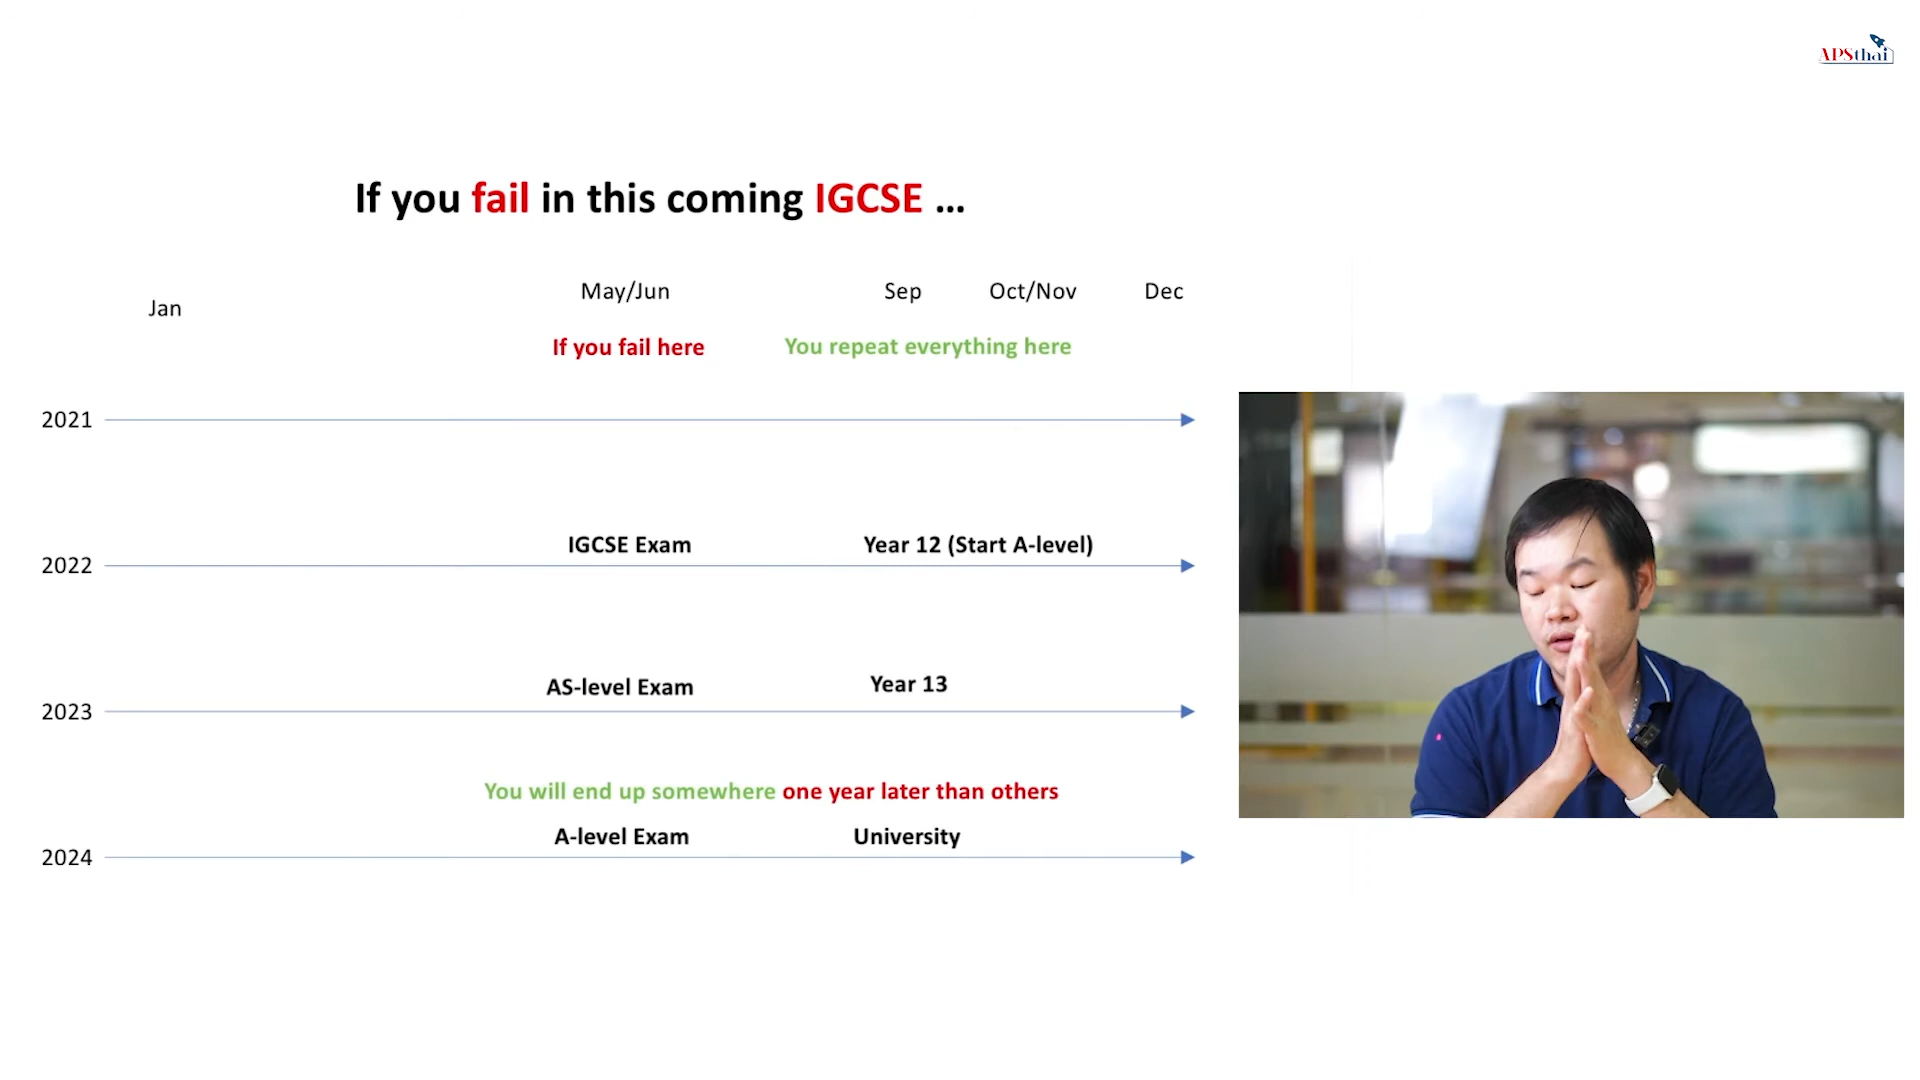 APSthai
If you fail in this coming IGCSE ...
Jan
May/Jun
Sep
Oct/Nov
Dec
If you fail here
You repeat everything here
2021
IGCSE Exam
Year 12 (Start A-level)
2022
AS-level Exam
Year 13
2023
You will end up somewhere one year later than others
A-level Exam
University
2024